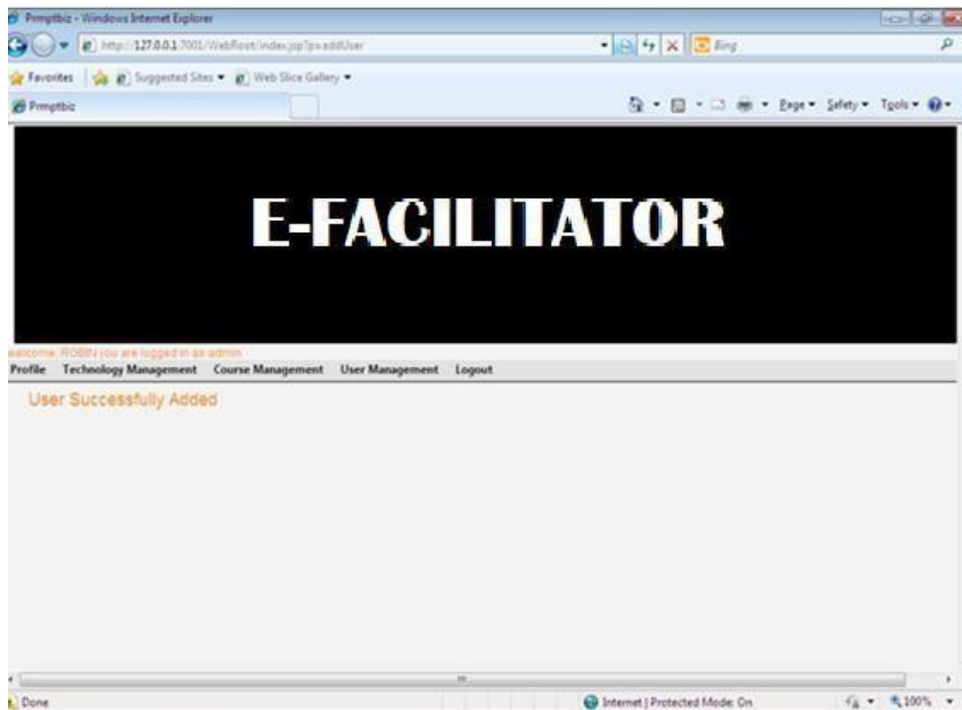 Prmptbiz - Windows Internet Explorer
http://127.0.0.1:7001/WebRoot/index.jsp?p=addUser Bing
Favorites Suggested Sites Web Slice Gallery
Prmptbiz Page Safety Tools
E-FACILITATOR
welcome, ROBIN you are logged in as admin
Profile Technology Management Course Management User Management Logout
User Successfully Added
Done Internet | Protected Mode: On 100%